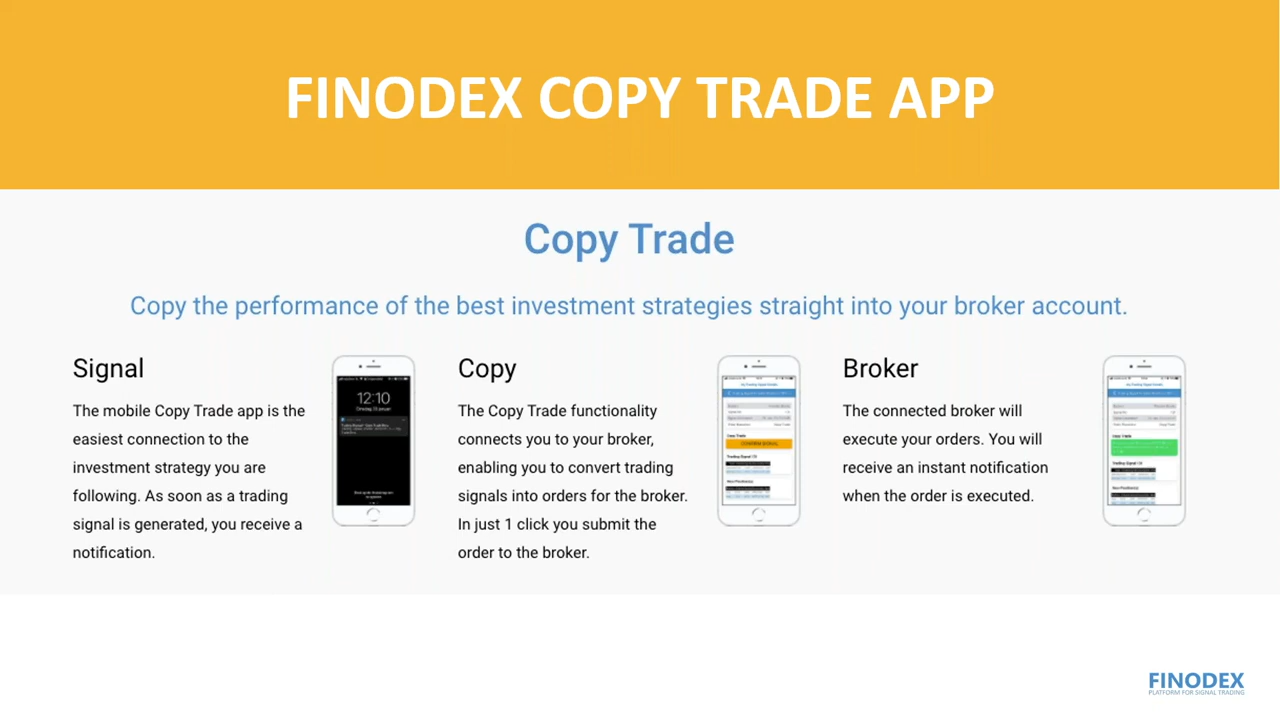 FINODEX COPY TRADE APP
Copy Trade
Copy the performance of the best investment strategies straight into your broker account.
Signal
The mobile Copy Trade app is the
easiest connection to the
investment strategy you are
following. As soon as a trading
signal is generated, you receive a
notification.
12:10
Copy
The Copy Trade functionality
connects you to your broker,
enabling you to convert trading
signals into orders for the broker.
In just 1 click you submit the
order to the broker.
CONFIRM SIGNAL
Broker
The connected broker will
execute your orders. You will
receive an instant notification
when the order is executed.
FINODEX
PLATFORM FOR SIGNAL TRADING